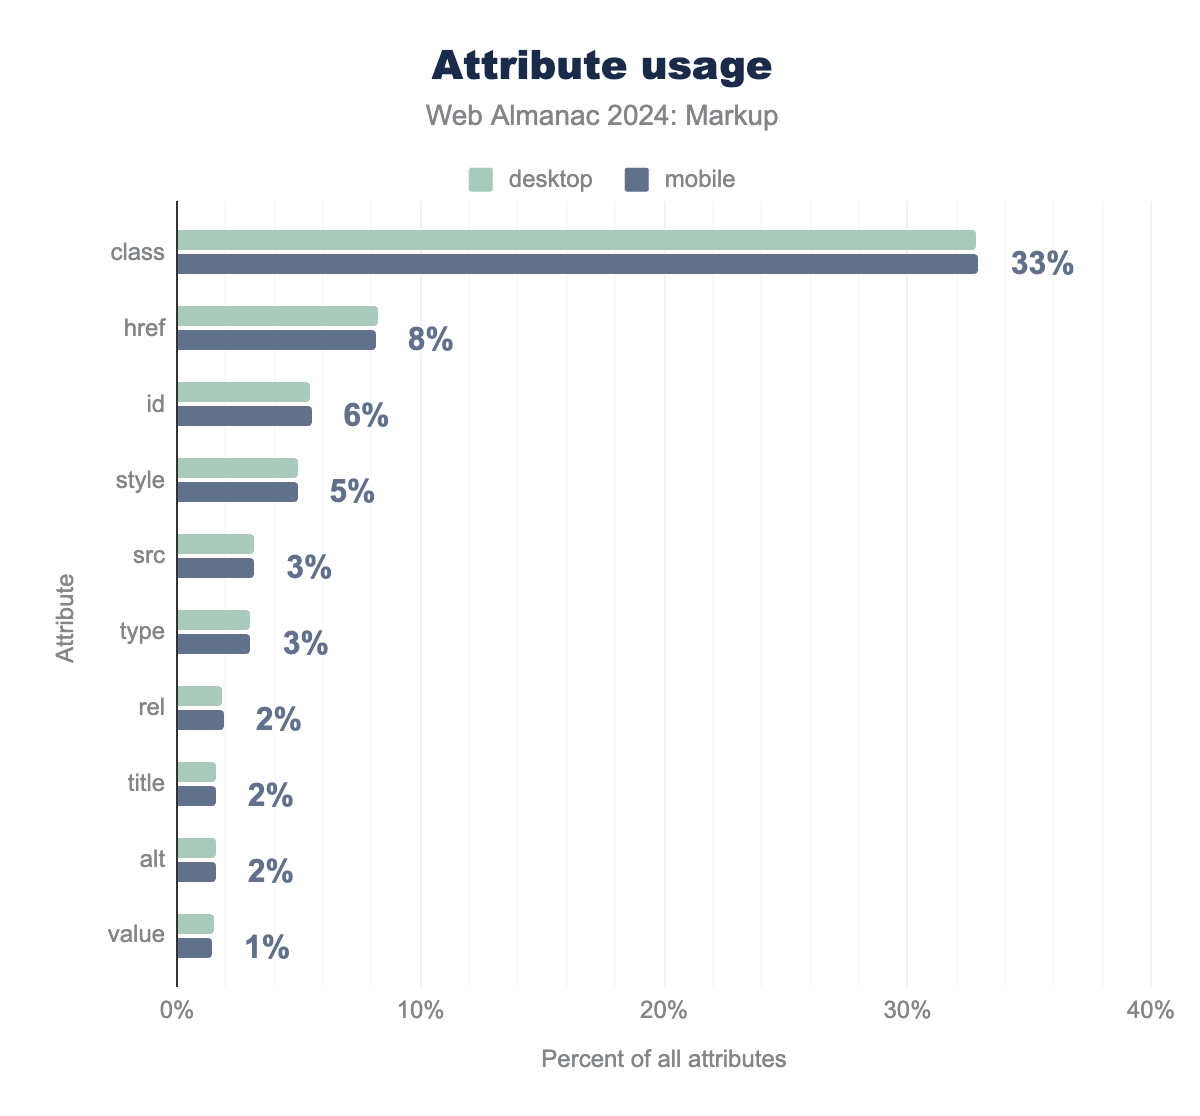 Attribute usage
Web Almanac 2024: Markup
desktop
mobile
class
33%
href
8%
id
6%
style
5%
src
3%
type
3%
rel
2%
title
2%
alt
2%
value
1%
Attribute
0%
10%
20%
30%
40%
Percent of all attributes